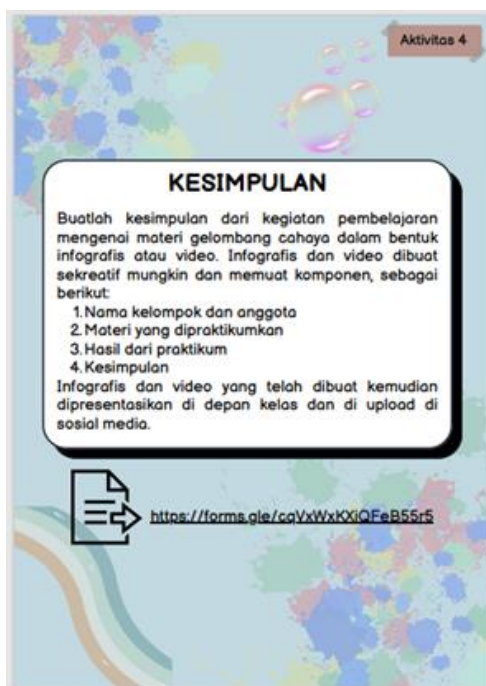 Aktivitas 4
KESIMPULAN
Buatlah kesimpulan dari kegiatan pembelajaran
mengenai materi gelombang cahaya dalam bentuk
infografis atau video. Infografis dan video dibuat
sekreatif mungkin dan memuat komponen, sebagai
berikut:
1. Nama kelompok dan anggota
2. Materi yang dipraktikumkan
3. Hasil dari praktikum
4. Kesimpulan
Infografis dan video yang telah dibuat kemudian
dipresentasikan di depan kelas dan di upload di
sosial media.
https://forms.gle/cqVxWxKXiQFeB55r5